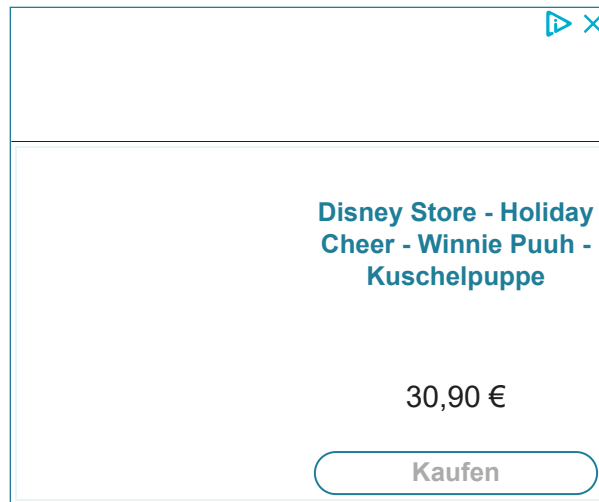 Disney Store - Holiday
Cheer - Winnie Puuh -
Kuschelpuppe
30,90 €
Kaufen